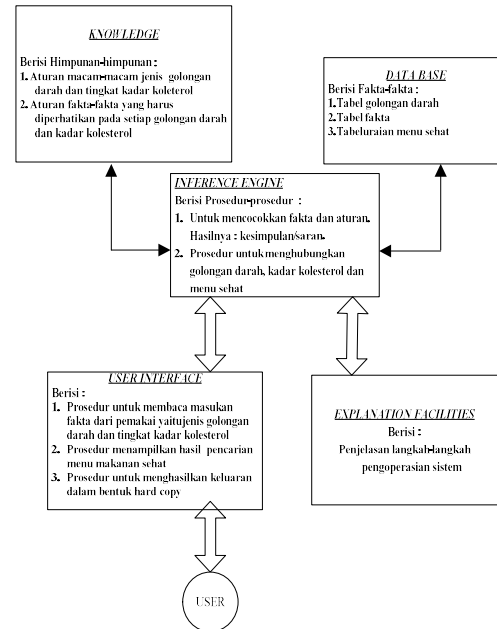 KNOWLEDGE
Berisi Himpunan-himpunan :
1. Aturan macam-macam jenis golongan
darah dan tingkat kadar koleterol
2. Aturan fakta-fakta yang harus
diperhatikan pada setiap golongan darah
dan kadar kolesterol
DATA BASE
Berisi Fakta-fakta :
1.Tabel golongan darah
2.Tabel fakta
3.Tabeluraian menu sehat
INFERENCE ENGINE
Berisi Prosedur-prosedur :
1. Untuk mencocokkan fakta dan aturan.
Hasilnya : kesimpulan/saran.
2. Prosedur untuk menghubungkan
golongan darah, kadar kolesterol dan
menu sehat
USER INTERFACE
Berisi :
1. Prosedur untuk membaca masukan
fakta dari pemakai yaitujenis golongan
darah dan tingkat kadar kolesterol
2. Prosedur menampilkan hasil pencarian
menu makanan sehat
3. Prosedur untuk menghasilkan keluaran
dalam bentuk hard copy
EXPLANATION FACILITIES
Berisi :
Penjelasan langkah-langkah
pengoperasian sistem
USER